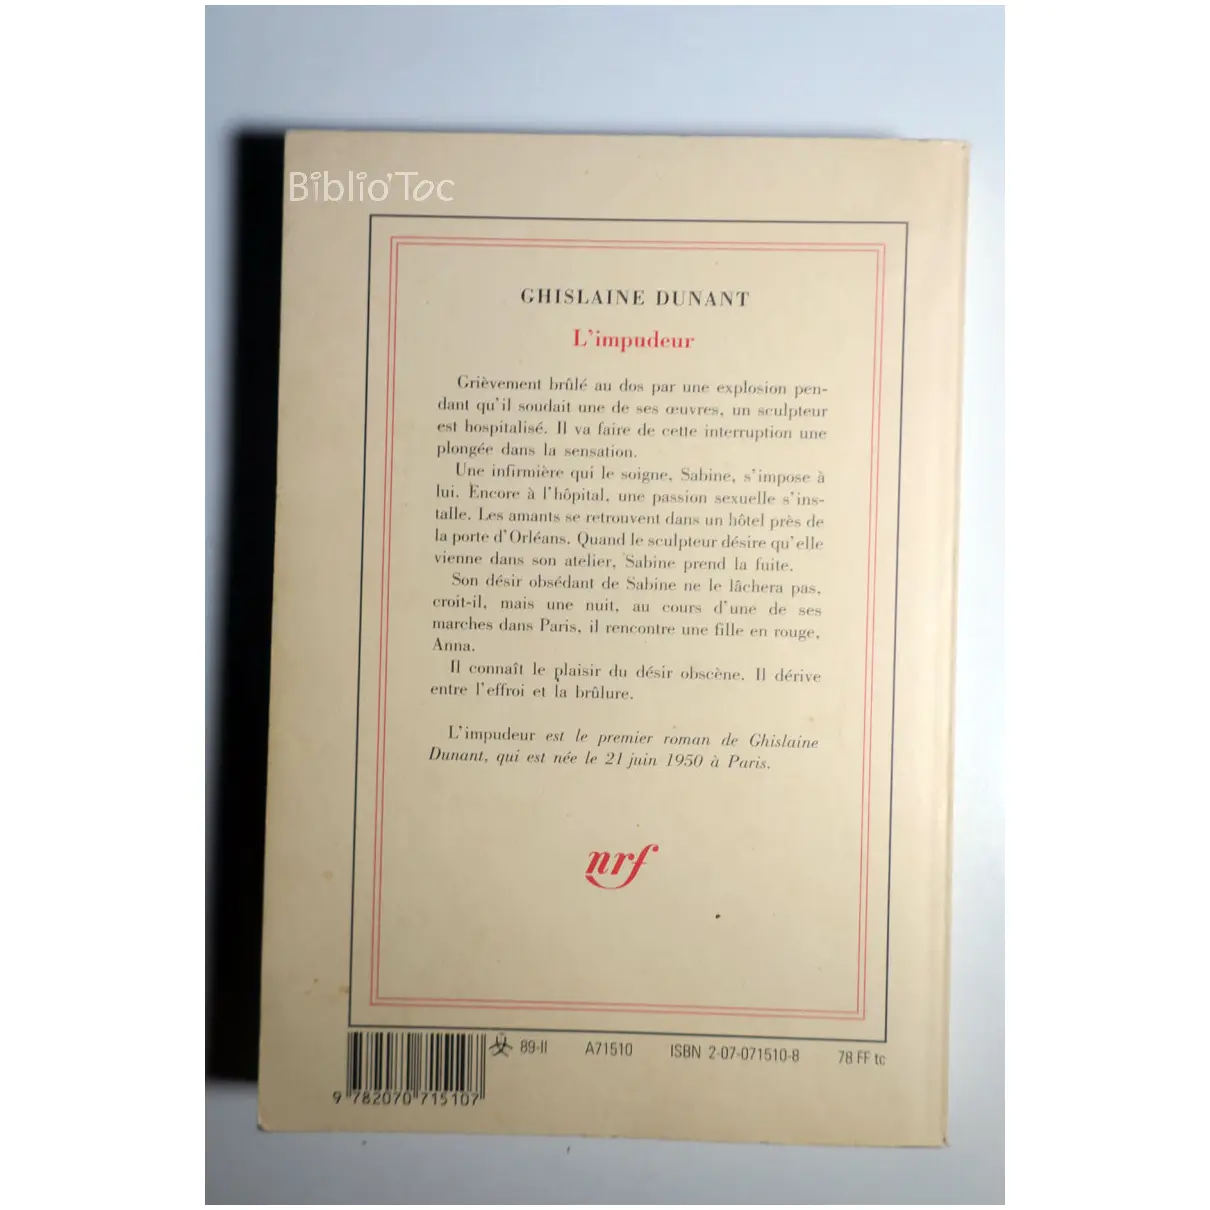 Biblio'Toc
GHISLAINE DUNANT
L'impudeur
Grièvement brûlé au dos par une explosion pen-
dant qu'il soudait une de ses œuvres, un sculpteur
est hospitalisé. Il va faire de cette interruption une
plongée dans la sensation.
Une infirmière qui le soigne, Sabine, s'impose à
lui. Encore à l'hôpital, une passion sexuelle s'ins-
talle. Les amants se retrouvent dans un hôtel près de
la porte d'Orléans. Quand le sculpteur désire qu'elle
vienne dans son atelier, Sabine prend la fuite.
Son désir obsédant de Sabine ne le lâchera pas,
croit-il, mais une nuit, au cours d'une de ses
marches dans Paris, il rencontre une fille en rouge,
Anna.
Il connaît le plaisir du désir obscène. Il dérive
entre l'effroi et la brûlure.
L'impudeur est le premier roman de Ghislaine
Dunant, qui est née le 21 juin 1950 à Paris.
nrf
89-II A71510 ISBN 2-07-071510-8 78 FF tc
9 782070 715107